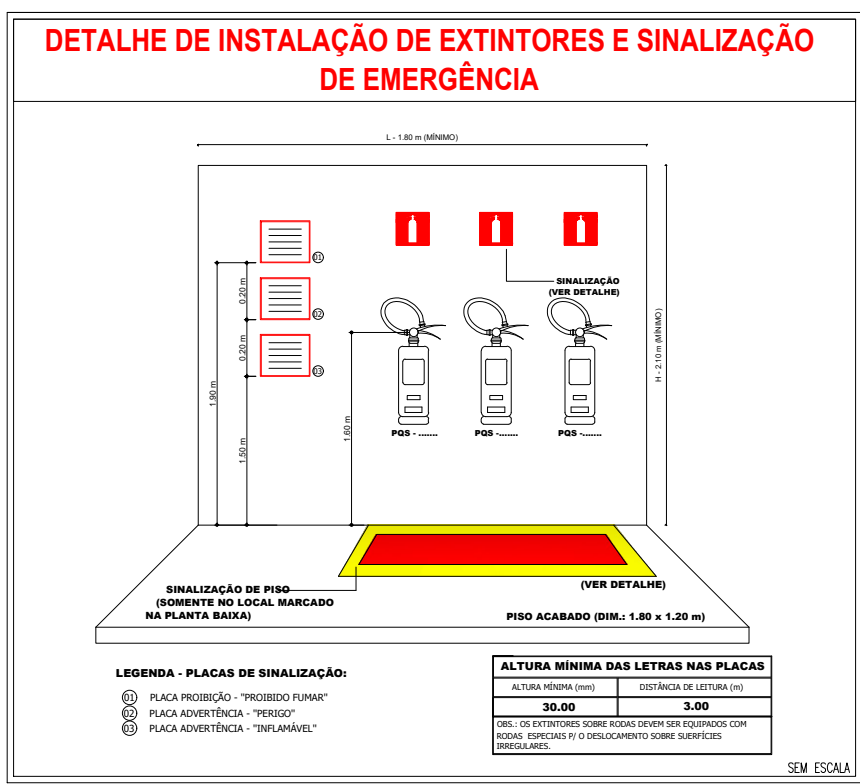 DETALHE DE INSTALAÇÃO DE EXTINTORES E SINALIZAÇÃO
DE EMERGÊNCIA
L - 1.80 m (MÍNIMO)
01
0.20 m
SINALIZAÇÃO
(VER DETALHE)
02
0.20 m
03
H - 2.10 m (MÍNIMO)
1.90 m
1.50 m
1.60 m
PQS - .......
PQS -.......
PQS -.......
SINALIZAÇÃO DE PISO
(SOMENTE NO LOCAL MARCADO
NA PLANTA BAIXA)
(VER DETALHE)
PISO ACABADO (DIM.: 1.80 x 1.20 m)
LEGENDA - PLACAS DE SINALIZAÇÃO:
01 PLACA PROIBIÇÃO - "PROIBIDO FUMAR"
02 PLACA ADVERTÊNCIA - "PERIGO"
03 PLACA ADVERTÊNCIA - "INFLAMÁVEL"
ALTURA MÍNIMA DAS LETRAS NAS PLACAS
ALTURA MÍNIMA (mm) DISTÂNCIA DE LEITURA (m)
30.00 3.00
OBS.: OS EXTINTORES SOBRE RODAS DEVEM SER EQUIPADOS COM
RODAS ESPECIAIS P/ O DESLOCAMENTO SOBRE SUERFÍCIES
IRREGULARES.
SEM ESCALA